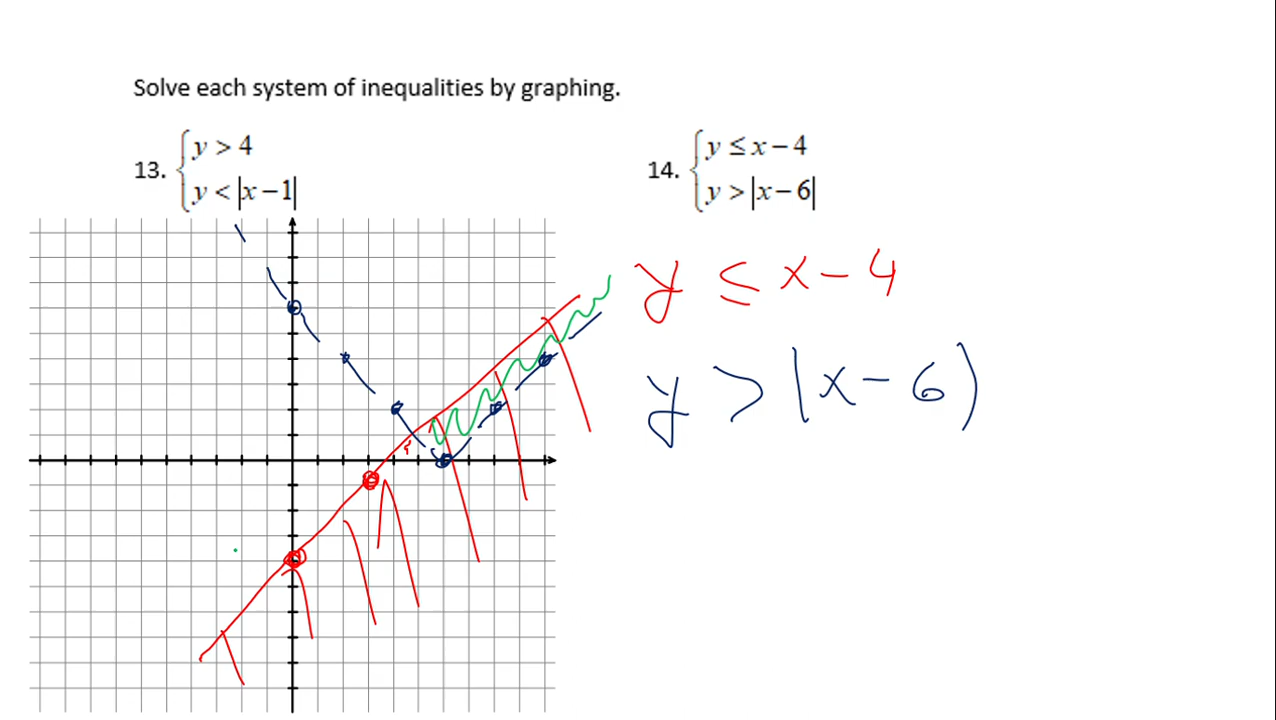 Solve each system of inequalities by graphing.
13. { y > 4
y < |x − 1|
14. { y ≤ x − 4
y > |x − 6|
y ≤ x − 4
y > |x − 6)